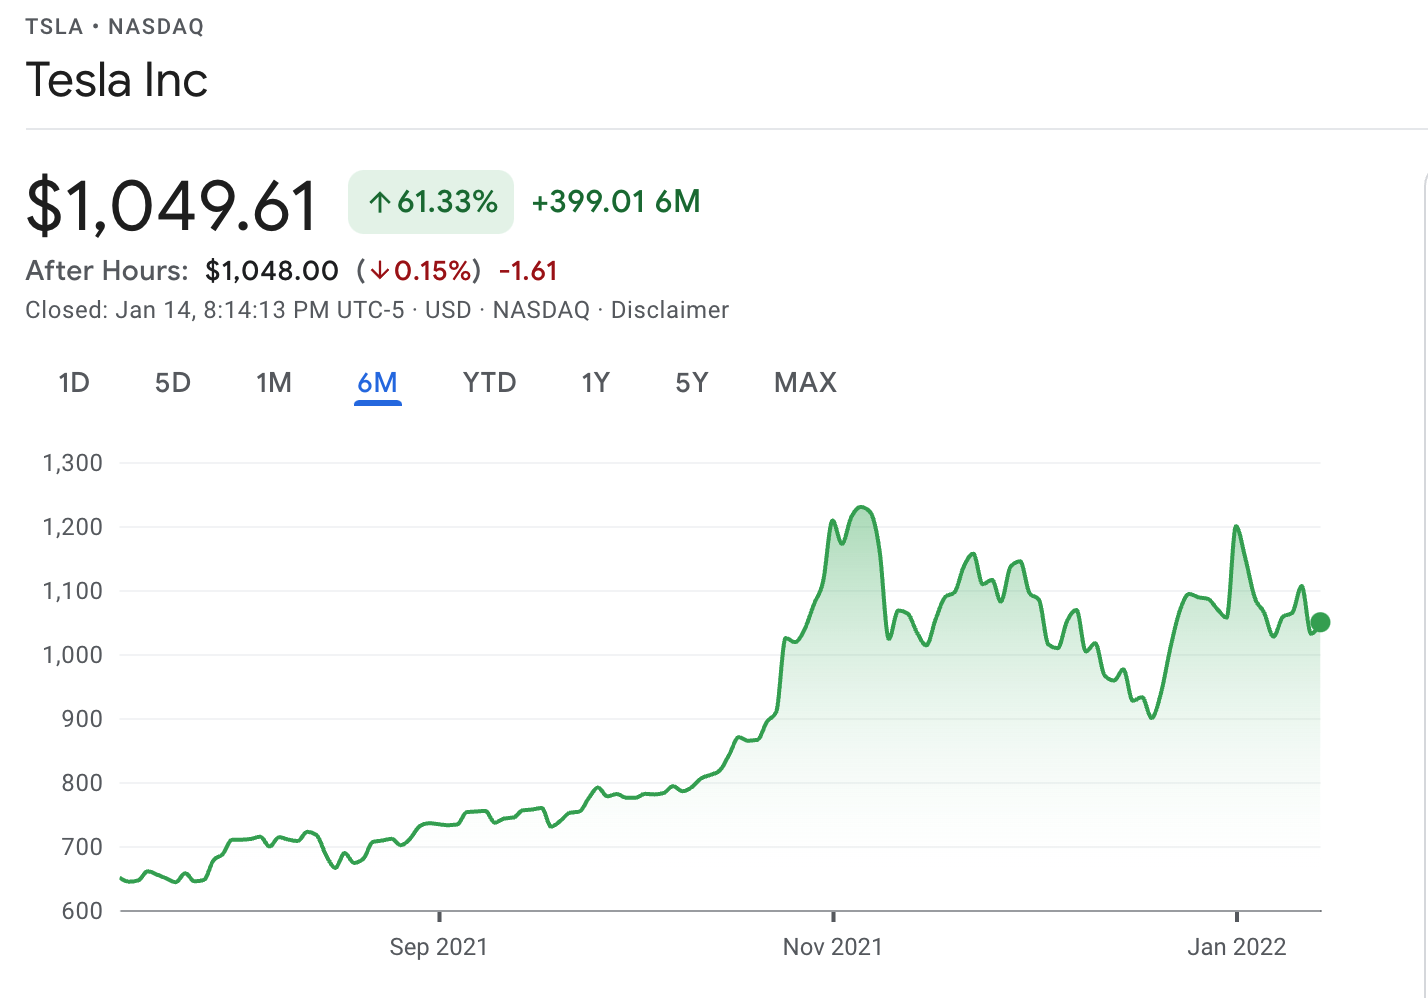 TSLA • NASDAQ
Tesla Inc
$1,049.61 ↑61.33% +399.01 6M
After Hours: $1,048.00 (↓0.15%) -1.61
Closed: Jan 14, 8:14:13 PM UTC-5 · USD · NASDAQ · Disclaimer
1D 5D 1M 6M YTD 1Y 5Y MAX
1,300
1,200
1,100
1,000
900
800
700
600
Sep 2021 Nov 2021 Jan 2022